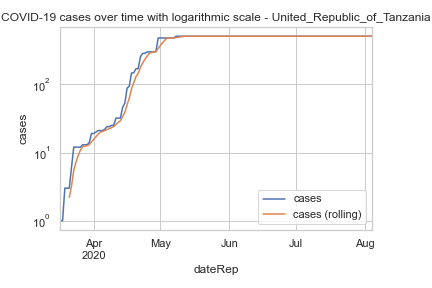 COVID-19 cases over time with logarithmic scale - United_Republic_of_Tanzania
cases
10²
10¹
10⁰
cases
cases (rolling)
Apr May Jun Jul Aug
2020
dateRep